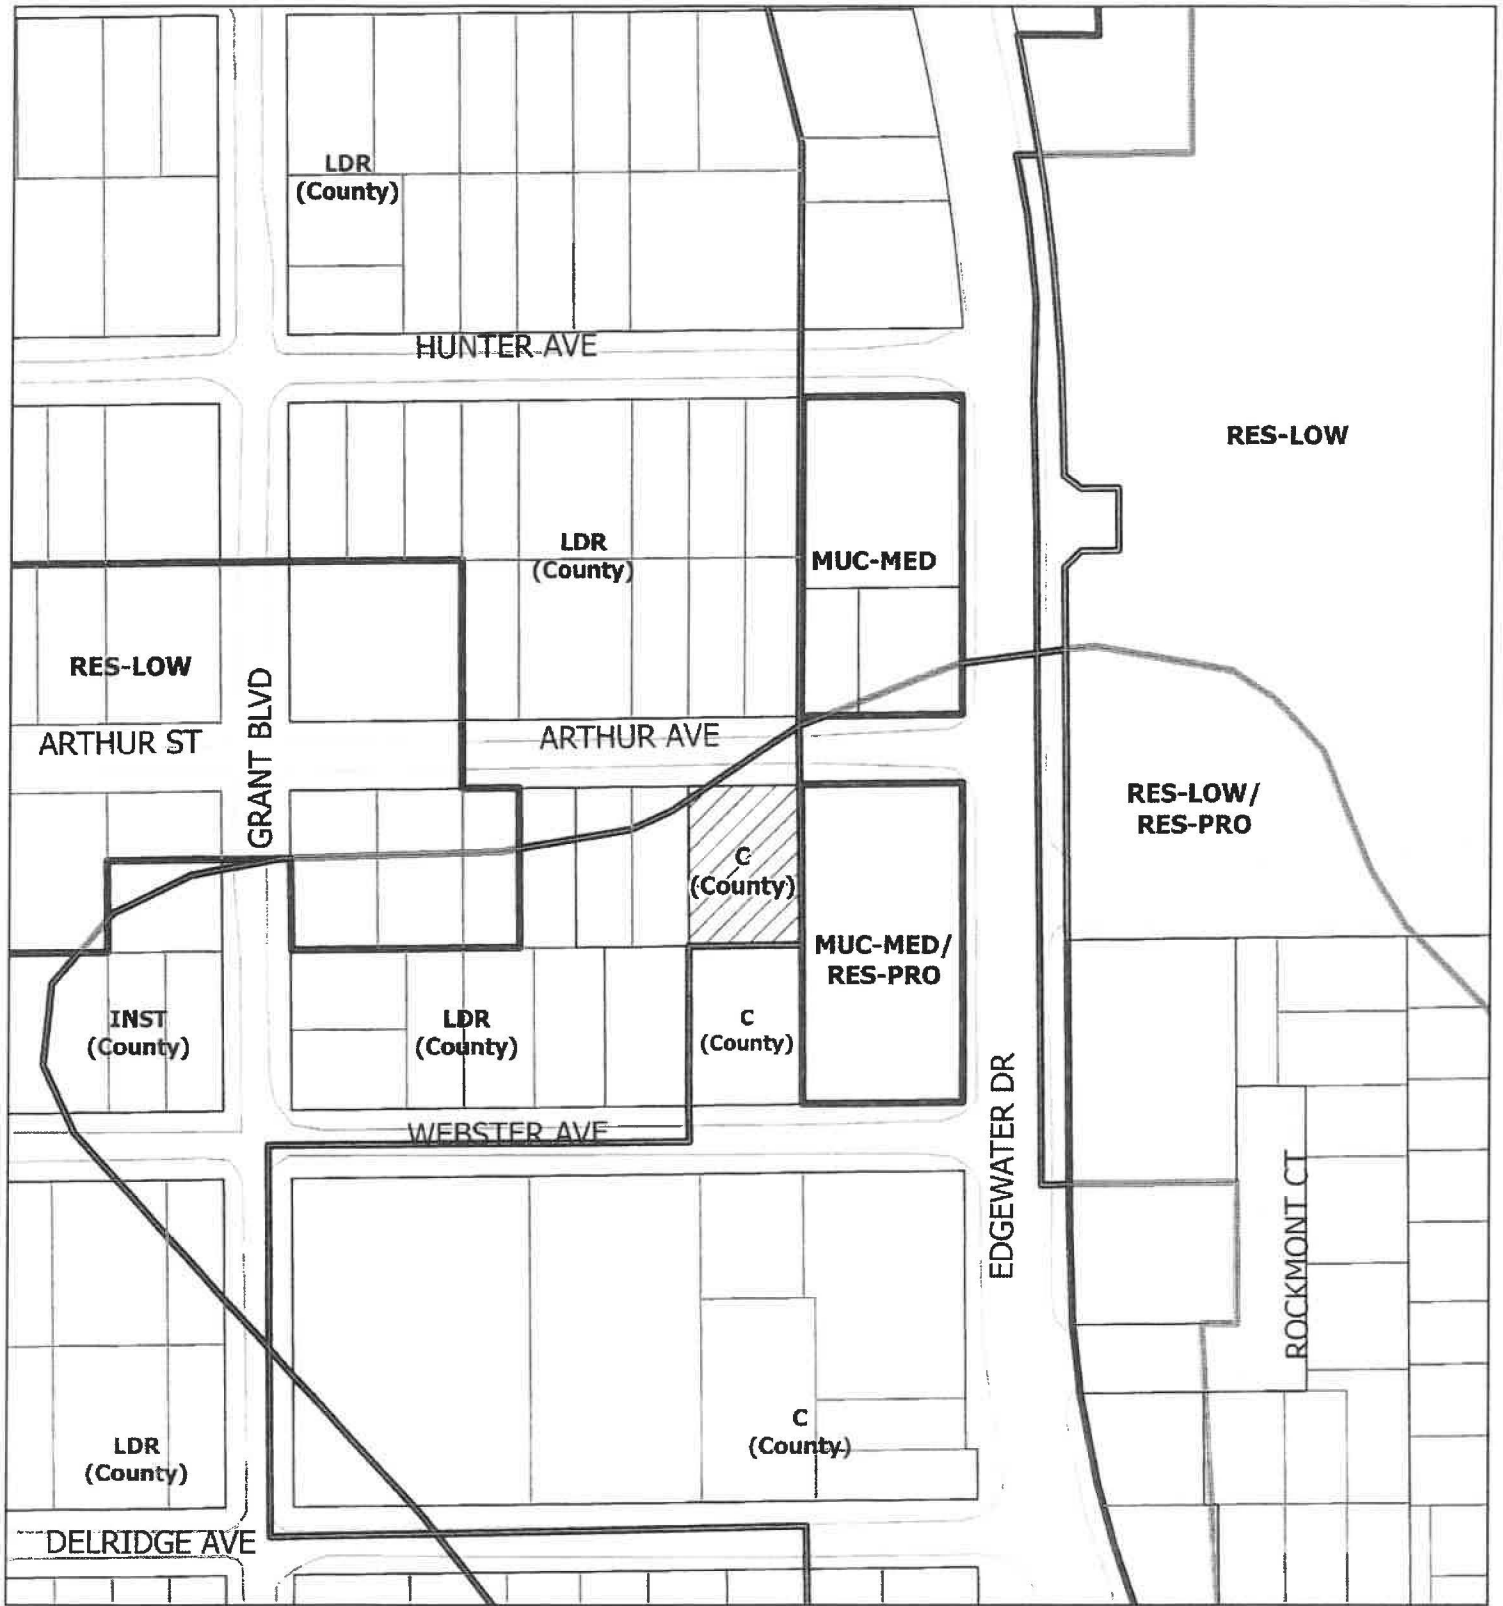 LDR
(County)
HUNTER AVE
RES-LOW
LDR
(County)
MUC-MED
RES-LOW
GRANT BLVD
ARTHUR ST
ARTHUR AVE
RES-LOW/
RES-PRO
C
(County)
MUC-MED/
RES-PRO
INST
(County)
LDR
(County)
C
(County)
EDGEWATER DR
WEBSTER AVE
ROCKMONT CT
C
(County)
LDR
(County)
DELRIDGE AVE